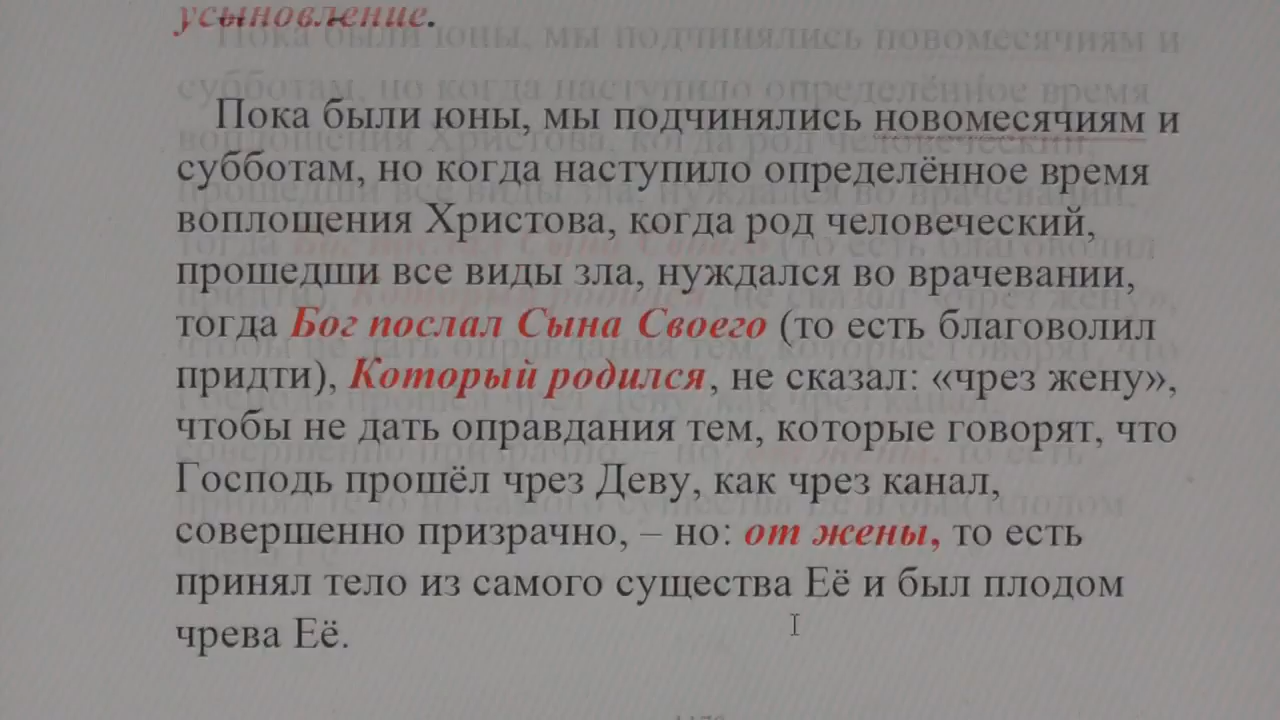 усыновление.
Пока были юны, мы подчинялись новомесячиям и
субботам, но когда наступило определённое время
воплощения Христова, когда род человеческий,
прошедши все виды зла, нуждался во врачевании,
тогда Бог послал Сына Своего (то есть благоволил
придти), Который родился, не сказал: «чрез жену»,
чтобы не дать оправдания тем, которые говорят, что
Господь прошёл чрез Деву, как чрез канал,
совершенно призрачно, – но: от жены, то есть
принял тело из самого существа Её и был плодом
чрева Её.